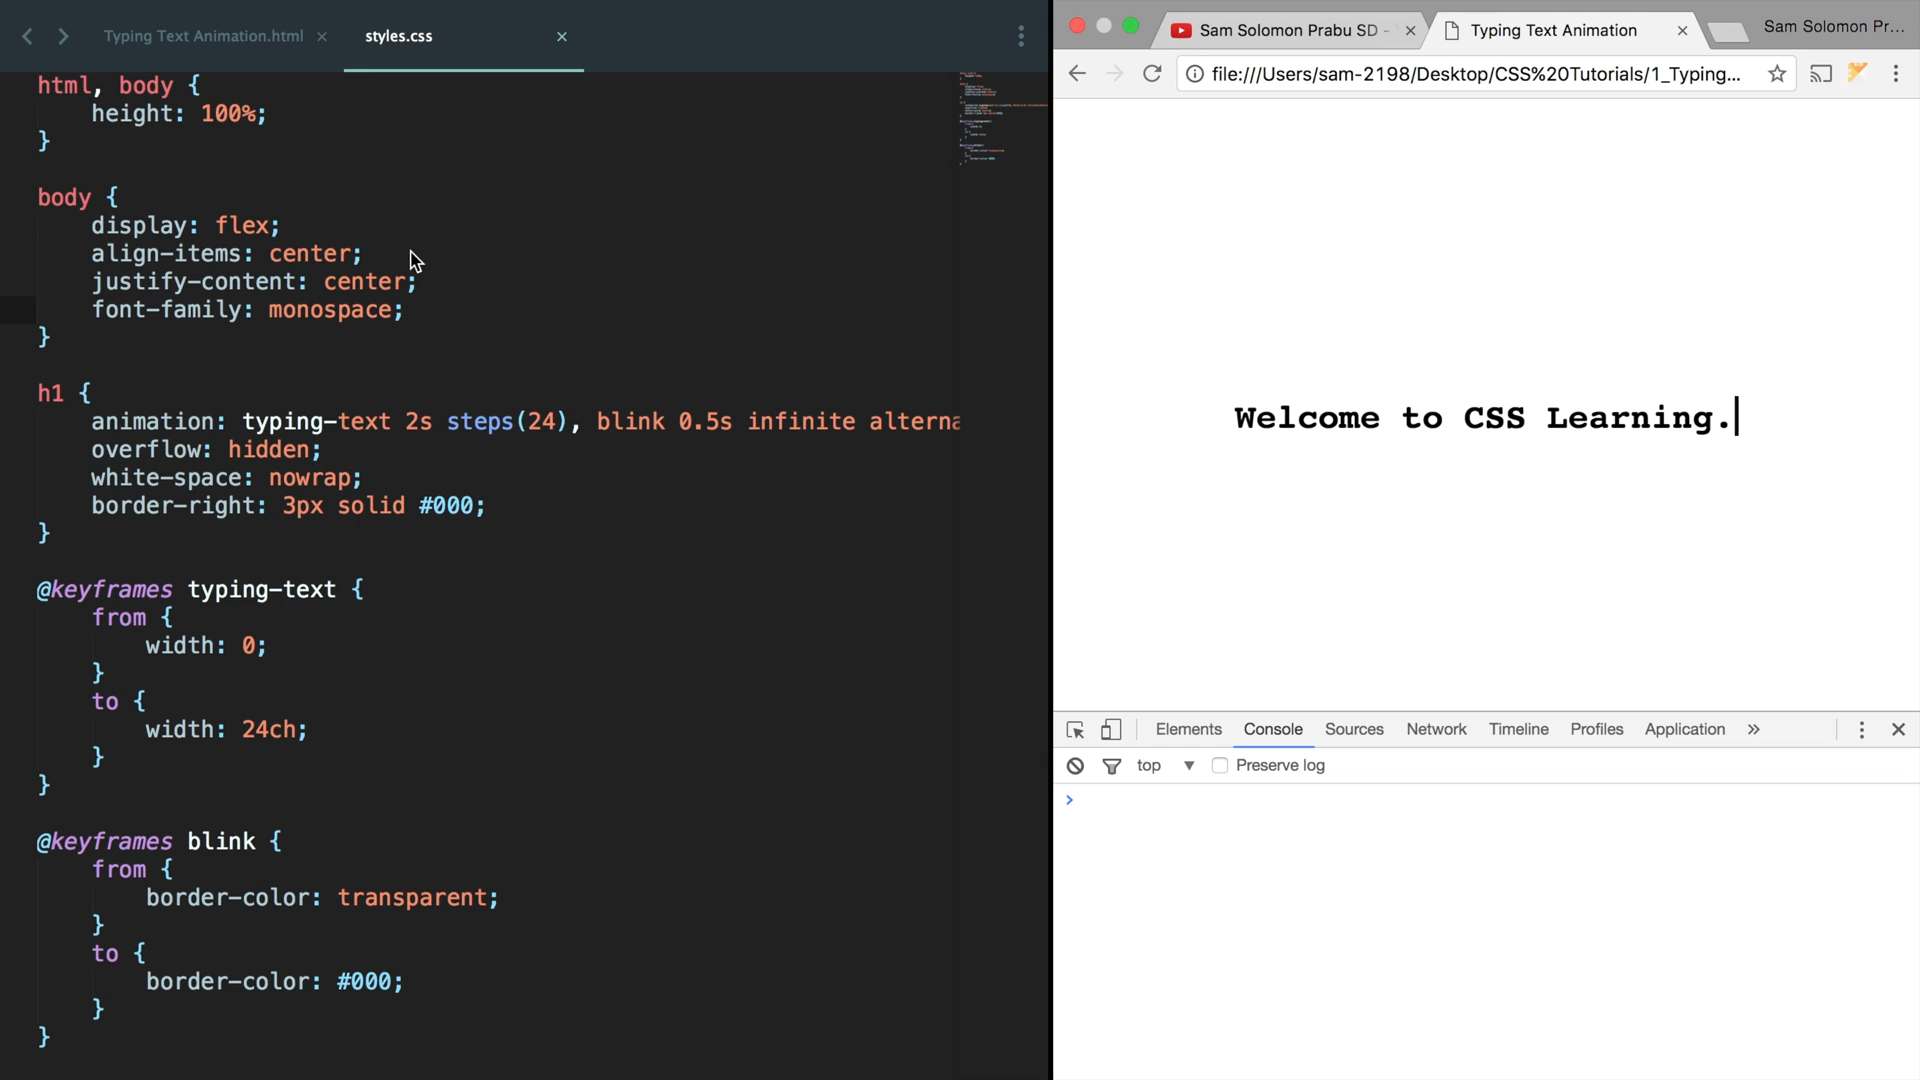 Typing Text Animation.html
styles.css
html, body {
height: 100%;
}
body {
display: flex;
align-items: center;
justify-content: center;
font-family: monospace;
}
h1 {
animation: typing-text 2s steps(24), blink 0.5s infinite alterna
overflow: hidden;
white-space: nowrap;
border-right: 3px solid #000;
}
@keyframes typing-text {
from {
width: 0;
}
to {
width: 24ch;
}
}
@keyframes blink {
from {
border-color: transparent;
}
to {
border-color: #000;
}
}
Sam Solomon Prabu SD -
Typing Text Animation
Sam Solomon Pr...
file:///Users/sam-2198/Desktop/CSS%20Tutorials/1_Typing...
Welcome to CSS Learning.
Elements Console Sources Network Timeline Profiles Application »
top Preserve log
>